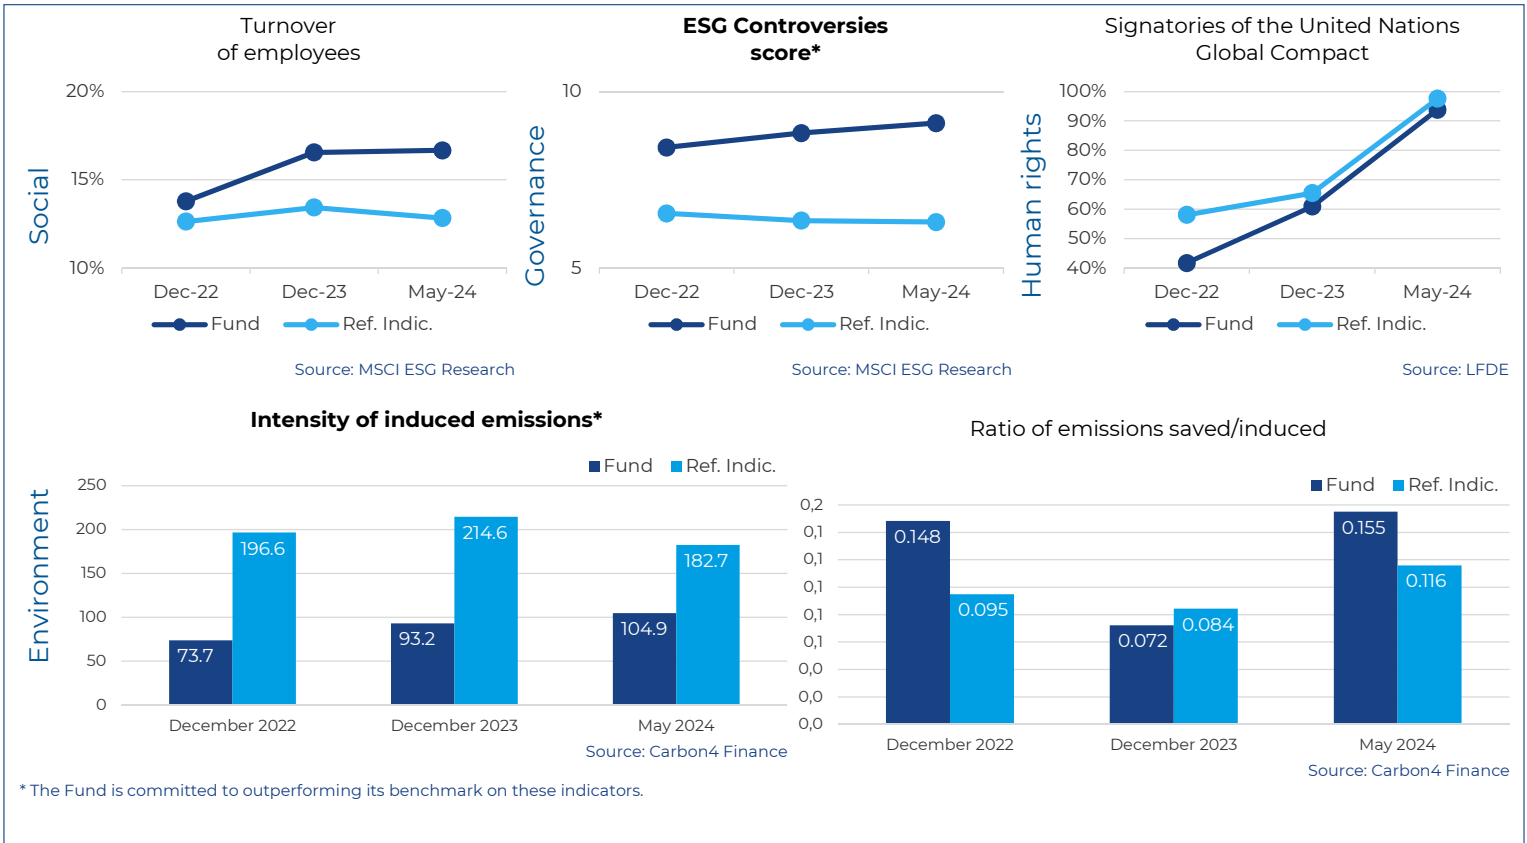 Turnover
of employees
Social
20%
15%
10%
Dec-22 Dec-23 May-24
Fund Ref. Indic.
Source: MSCI ESG Research
ESG Controversies
score*
Governance
10
5
Dec-22 Dec-23 May-24
Fund Ref. Indic.
Source: MSCI ESG Research
Signatories of the United Nations
Global Compact
Human rights
100%
90%
80%
70%
60%
50%
40%
Dec-22 Dec-23 May-24
Fund Ref. Indic.
Source: LFDE
Intensity of induced emissions*
Environment
Fund Ref. Indic.
250
200
150
100
50
0
73.7 196.6 93.2 214.6 104.9 182.7
December 2022 December 2023 May 2024
Source: Carbon4 Finance
Ratio of emissions saved/induced
Fund Ref. Indic.
0,2
0,1
0,1
0,1
0,1
0,1
0,0
0,0
0,0
0.148 0.095 0.072 0.084 0.155 0.116
December 2022 December 2023 May 2024
Source: Carbon4 Finance
* The Fund is committed to outperforming its benchmark on these indicators.